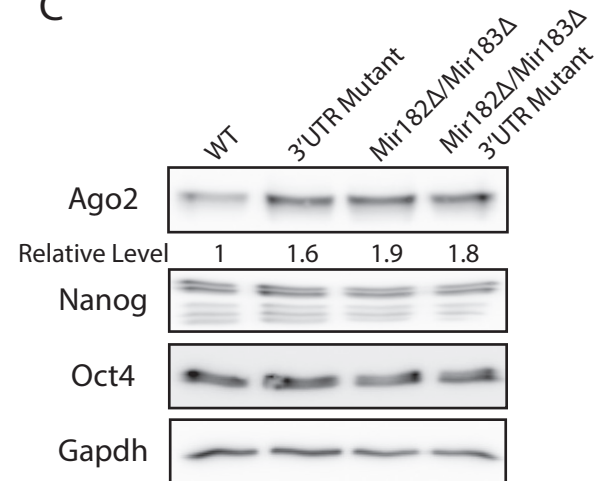 C
WT
3'UTR Mutant
Mir182Δ/Mir183Δ
Mir182Δ/Mir183Δ
3'UTR Mutant
Ago2
Relative Level 1 1.6 1.9 1.8
Nanog
Oct4
Gapdh